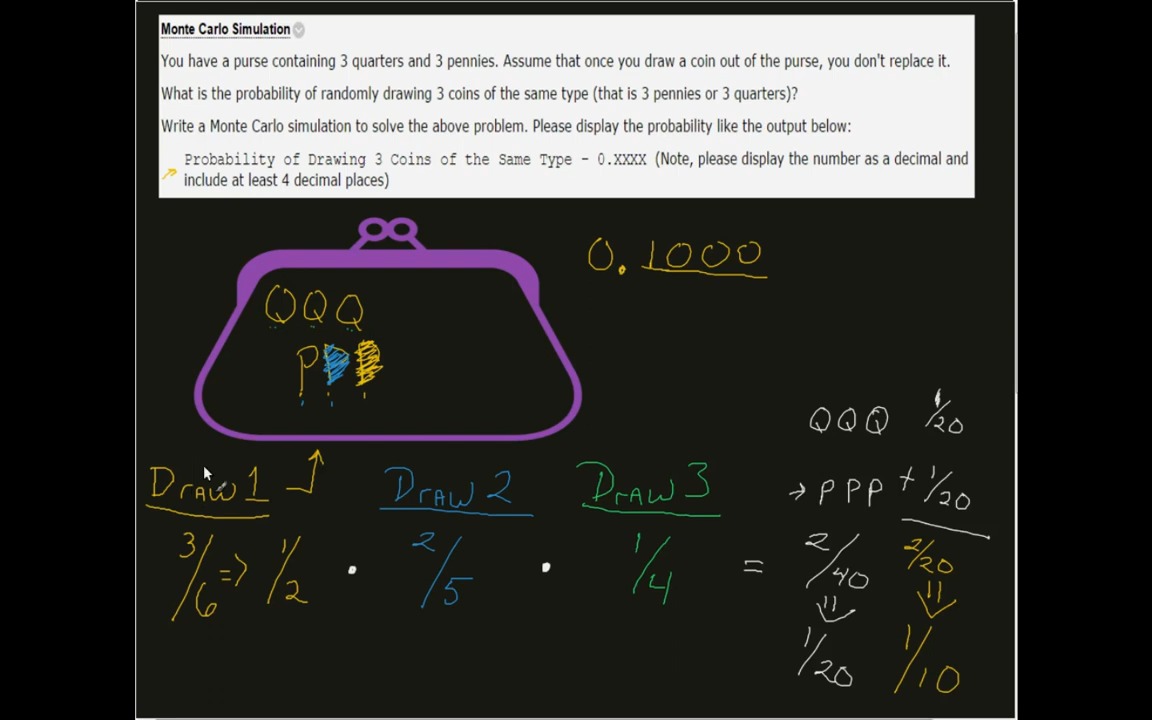 Monte Carlo Simulation
You have a purse containing 3 quarters and 3 pennies. Assume that once you draw a coin out of the purse, you don't replace it.
What is the probability of randomly drawing 3 coins of the same type (that is 3 pennies or 3 quarters)?
Write a Monte Carlo simulation to solve the above problem. Please display the probability like the output below:
Probability of Drawing 3 Coins of the Same Type - 0.XXXX (Note, please display the number as a decimal and
include at least 4 decimal places)
0.1000
QQQ
P
QQQ 1/20
Draw 1 Draw 2 Draw 3
→ PPP + 1/20
3/6 => 1/2 · 2/5 · 1/4 = 2/40 2/20
1/20 1/10